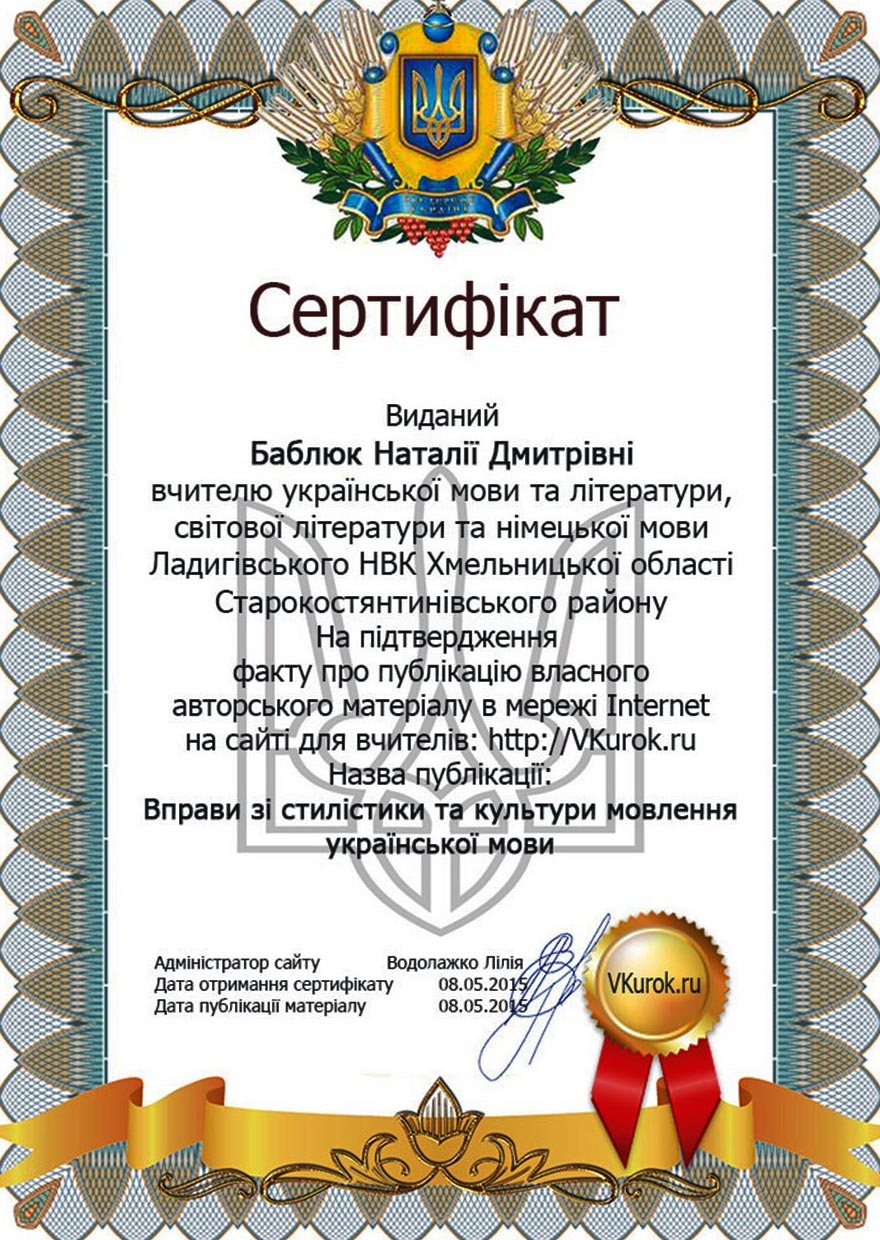 Сертифікат
Виданий
Баблюк Наталії Дмитрівні
вчителю української мови та літератури,
світової літератури та німецької мови
Ладигівського НВК Хмельницької області
Старокостянтинівського району
На підтвердження
факту про публікацію власного
авторського матеріалу в мережі Internet
на сайті для вчителів: http://VKurok.ru
Назва публікації:
Вправи зі стилістики та культури мовлення
української мови
Адміністратор сайту Водолажко Лілія
Дата отримання сертифікату 08.05.2015
Дата публікації матеріалу 08.05.2015
VKurok.ru